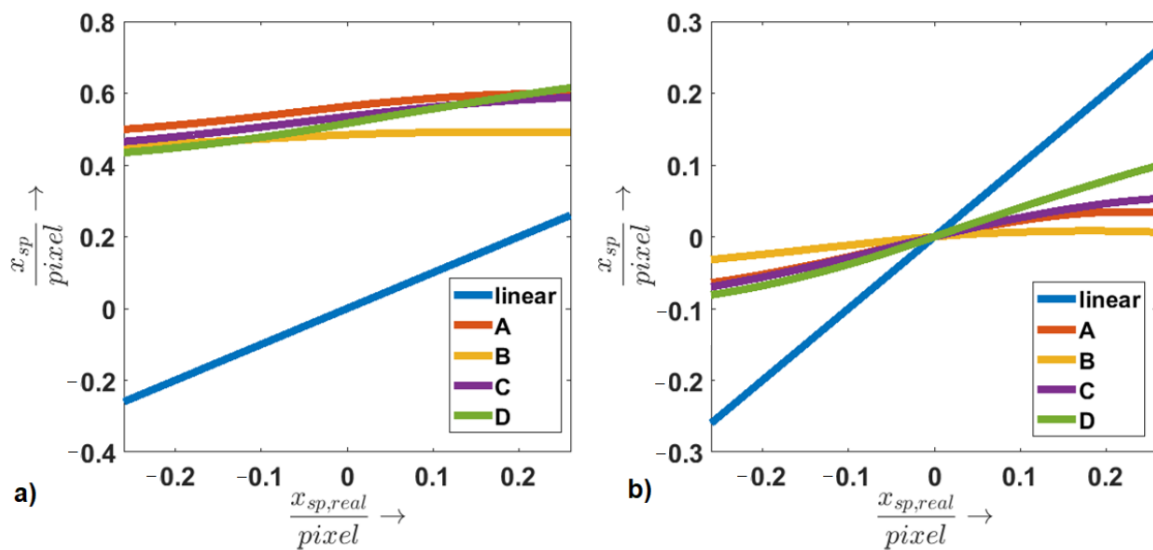 0.8
0.6
0.4
0.2
0
−0.2
−0.4
x_sp / pixel →
−0.2 −0.1 0 0.1 0.2
x_sp,real / pixel →
linear
A
B
C
D
a)
0.3
0.2
0.1
0
−0.1
−0.2
−0.3
x_sp / pixel →
−0.2 −0.1 0 0.1 0.2
x_sp,real / pixel →
linear
A
B
C
D
b)